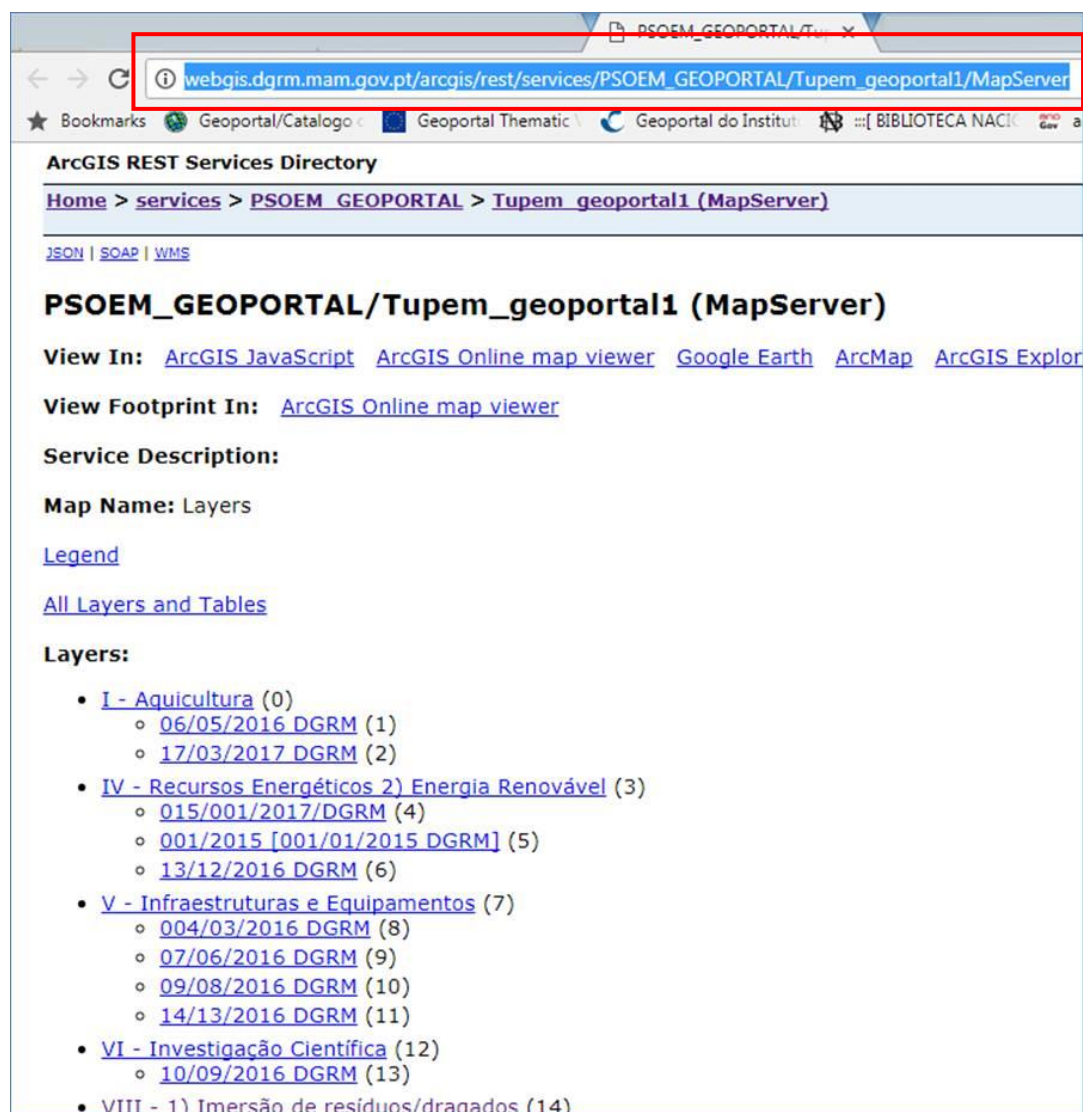 PSOEM_GEOPORTAL/Tup
webgis.dgrm.mam.gov.pt/arcgis/rest/services/PSOEM_GEOPORTAL/Tupem_geoportal1/MapServer
Bookmarks Geoportal/Catalogo Geoportal Thematic Geoportal do Institut :::[ BIBLIOTECA NACI
ArcGIS REST Services Directory
Home > services > PSOEM_GEOPORTAL > Tupem_geoportal1 (MapServer)
JSON | SOAP | WMS
PSOEM_GEOPORTAL/Tupem_geoportal1 (MapServer)
View In: ArcGIS JavaScript ArcGIS Online map viewer Google Earth ArcMap ArcGIS Explor
View Footprint In: ArcGIS Online map viewer
Service Description:
Map Name: Layers
Legend
All Layers and Tables
Layers:
• I - Aquicultura (0)
◦ 06/05/2016 DGRM (1)
◦ 17/03/2017 DGRM (2)
• IV - Recursos Energéticos 2) Energia Renovável (3)
◦ 015/001/2017/DGRM (4)
◦ 001/2015 [001/01/2015 DGRM] (5)
◦ 13/12/2016 DGRM (6)
• V - Infraestruturas e Equipamentos (7)
◦ 004/03/2016 DGRM (8)
◦ 07/06/2016 DGRM (9)
◦ 09/08/2016 DGRM (10)
◦ 14/13/2016 DGRM (11)
• VI - Investigação Científica (12)
◦ 10/09/2016 DGRM (13)
• VIII - 1) Imersão de resíduos/dragados (14)